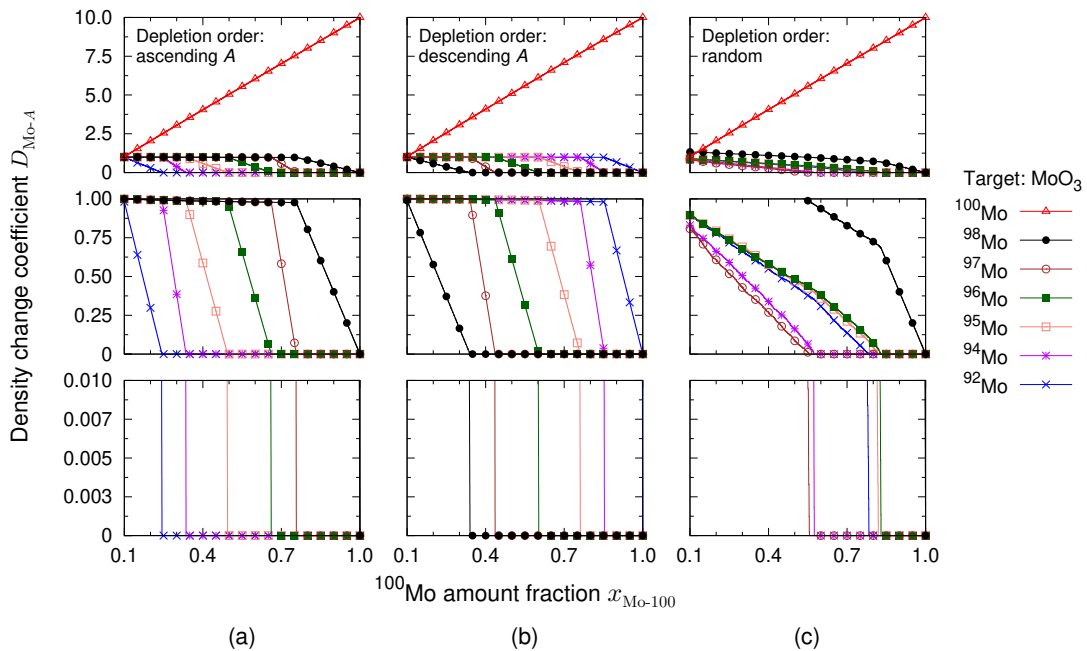 10.0
7.5
5.0
2.5
0
Depletion order:
ascending A
Depletion order:
descending A
Depletion order:
random
1.00
0.75
0.50
0.25
0
0.010
0.007
0.005
0.003
0
Density change coefficient D_Mo-A
0.1 0.4 0.7 1.0
0.1 0.4 0.7 1.0
0.1 0.4 0.7 1.0
¹⁰⁰Mo amount fraction x_Mo-100
(a) (b) (c)
Target: MoO₃
¹⁰⁰Mo
⁹⁸Mo
⁹⁷Mo
⁹⁶Mo
⁹⁵Mo
⁹⁴Mo
⁹²Mo